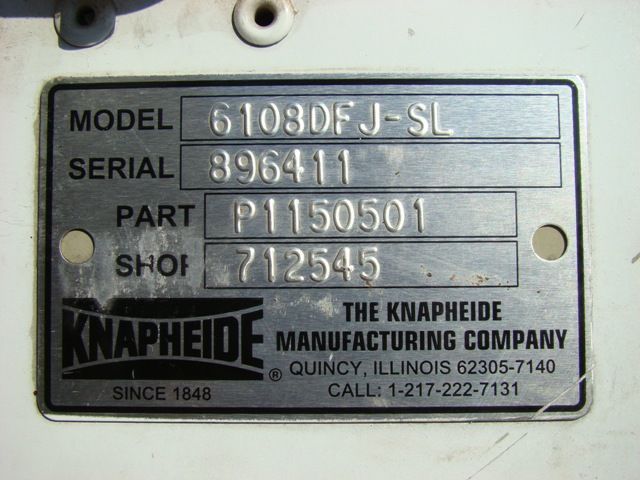 MODEL 6108DFJ-SL
SERIAL 896411
PART P1150501
SHOP 712545
KNAPHEIDE ®
SINCE 1848
THE KNAPHEIDE
MANUFACTURING COMPANY
QUINCY, ILLINOIS 62305-7140
CALL: 1-217-222-7131